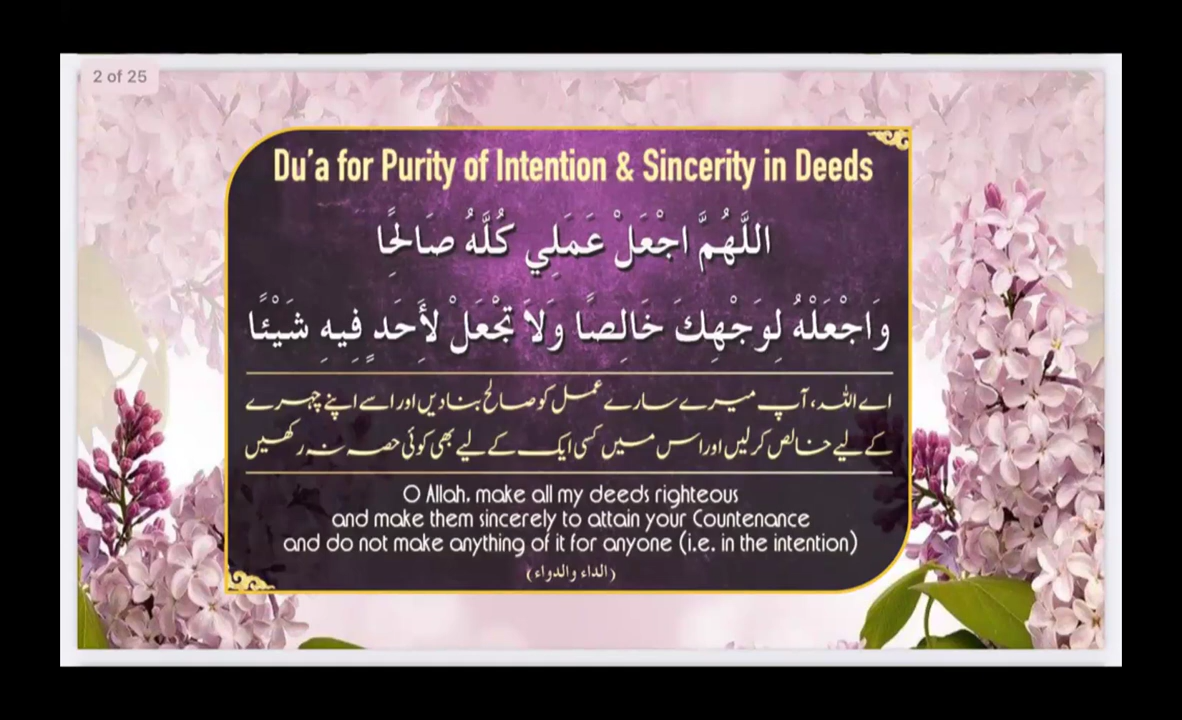 2 of 25
Du'a for Purity of Intention & Sincerity in Deeds
اللَّهُمَّ اجْعَلْ عَمَلِي كُلَّهُ صَالِحًا
وَاجْعَلْهُ لِوَجْهِكَ خَالِصًا وَلاَ تَجْعَلْ لأَحَدٍ فِيهِ شَيْئًا
اے اللہ، آپ میرے سارے عمل کو صالح بنادیں اور اسے اپنے چہرے
کے لیے خالص کرلیں اور اس میں کسی ایک کے لیے بھی کوئی حصہ نہ رکھیں
O Allah, make all my deeds righteous
and make them sincerely to attain your Countenance
and do not make anything of it for anyone (i.e. in the intention)
(الداء والدواء)